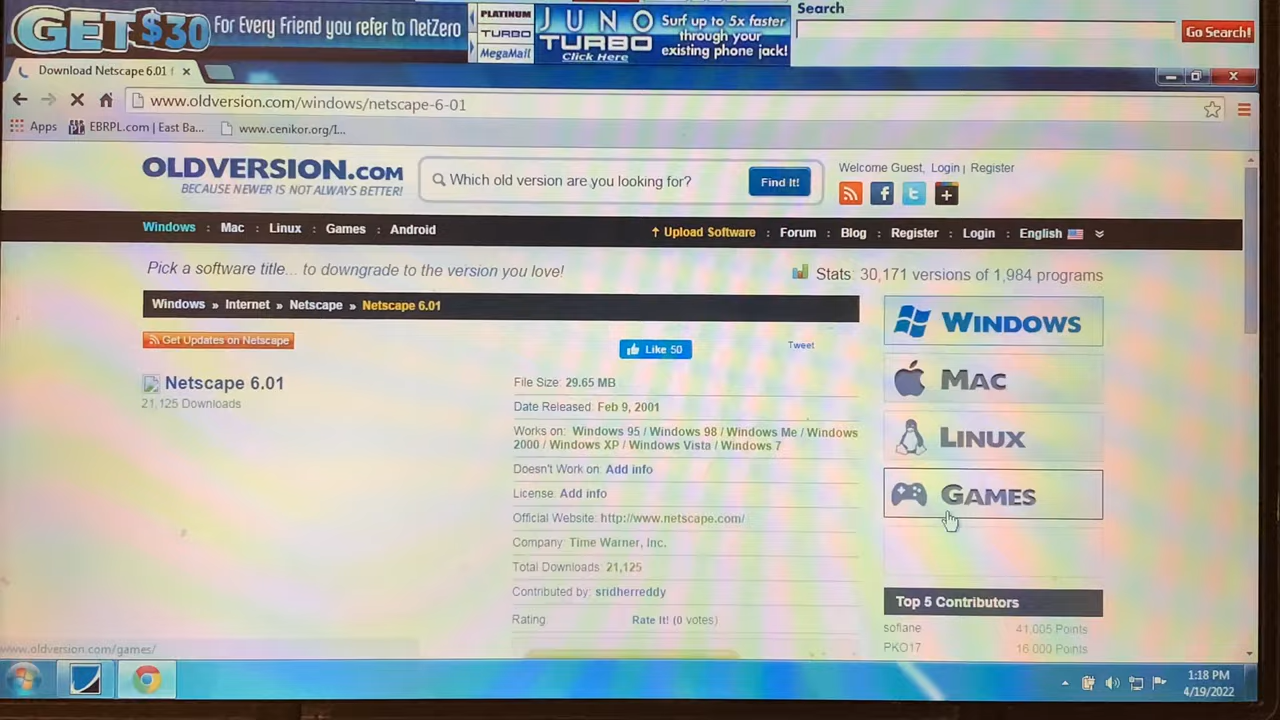 Search
GET $30 For Every Friend you refer to NetZero
PLATINUM
TURBO
MegaMail
JUNO
TURBO
Click Here
Surf up to 5x faster
through your
existing phone jack!
Go Search!
Download Netscape 6.01
www.oldversion.com/windows/netscape-6-01
Apps EBRPL.com | East Ba... www.cenikor.org/1...
OLDVERSION.COM
BECAUSE NEWER IS NOT ALWAYS BETTER!
Which old version are you looking for?
Find It!
Welcome Guest, Login | Register
Windows : Mac : Linux : Games : Android
Upload Software : Forum : Blog : Register : Login : English
Pick a software title... to downgrade to the version you love!
Stats: 30,171 versions of 1,984 programs
Windows » Internet » Netscape » Netscape 6.01
Get Updates on Netscape
Like 50
Tweet
Netscape 6.01
21,125 Downloads
File Size: 29.65 MB
Date Released: Feb 9, 2001
Works on: Windows 95 / Windows 98 / Windows Me / Windows
2000 / Windows XP / Windows Vista / Windows 7
Doesn't Work on: Add info
License: Add info
Official Website: http://www.netscape.com/
Company: Time Warner, Inc.
Total Downloads: 21,125
Contributed by: sridherreddy
Rating: Rate It! (0 votes)
WINDOWS
MAC
LINUX
GAMES
Top 5 Contributors
sofiane 41,005 Points
PKO17 16,000 Points
www.oldversion.com/games/
1:18 PM
4/19/2022